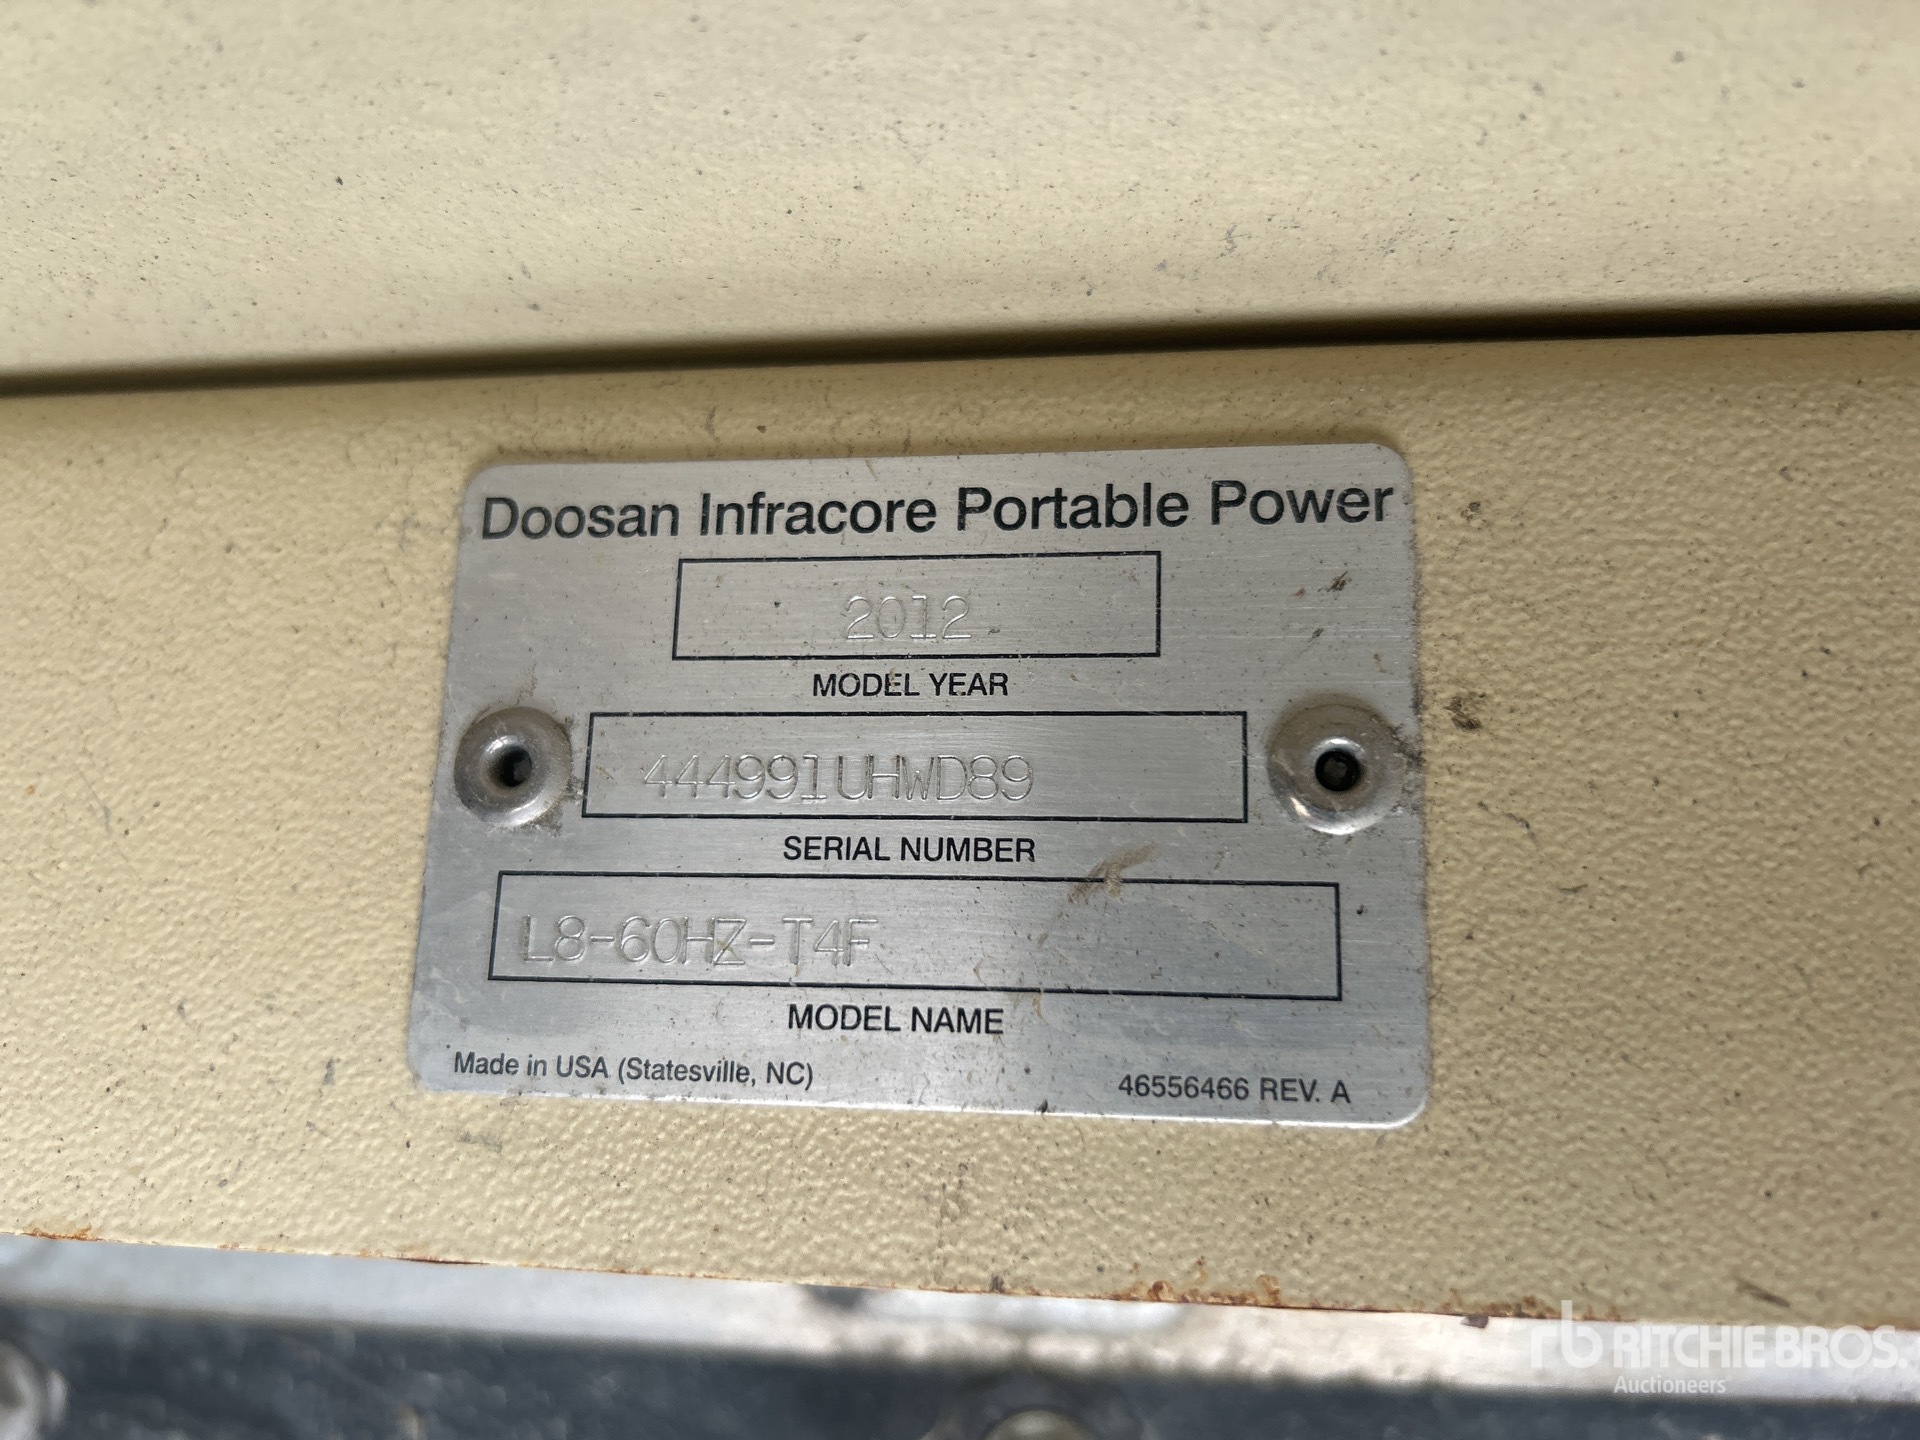 Doosan Infracore Portable Power
2012
MODEL YEAR
444991UHWD89
SERIAL NUMBER
L8-60HZ-T4F
MODEL NAME
Made in USA (Statesville, NC)
46556466 REV. A
rb RITCHIE BROS.
Auctioneers